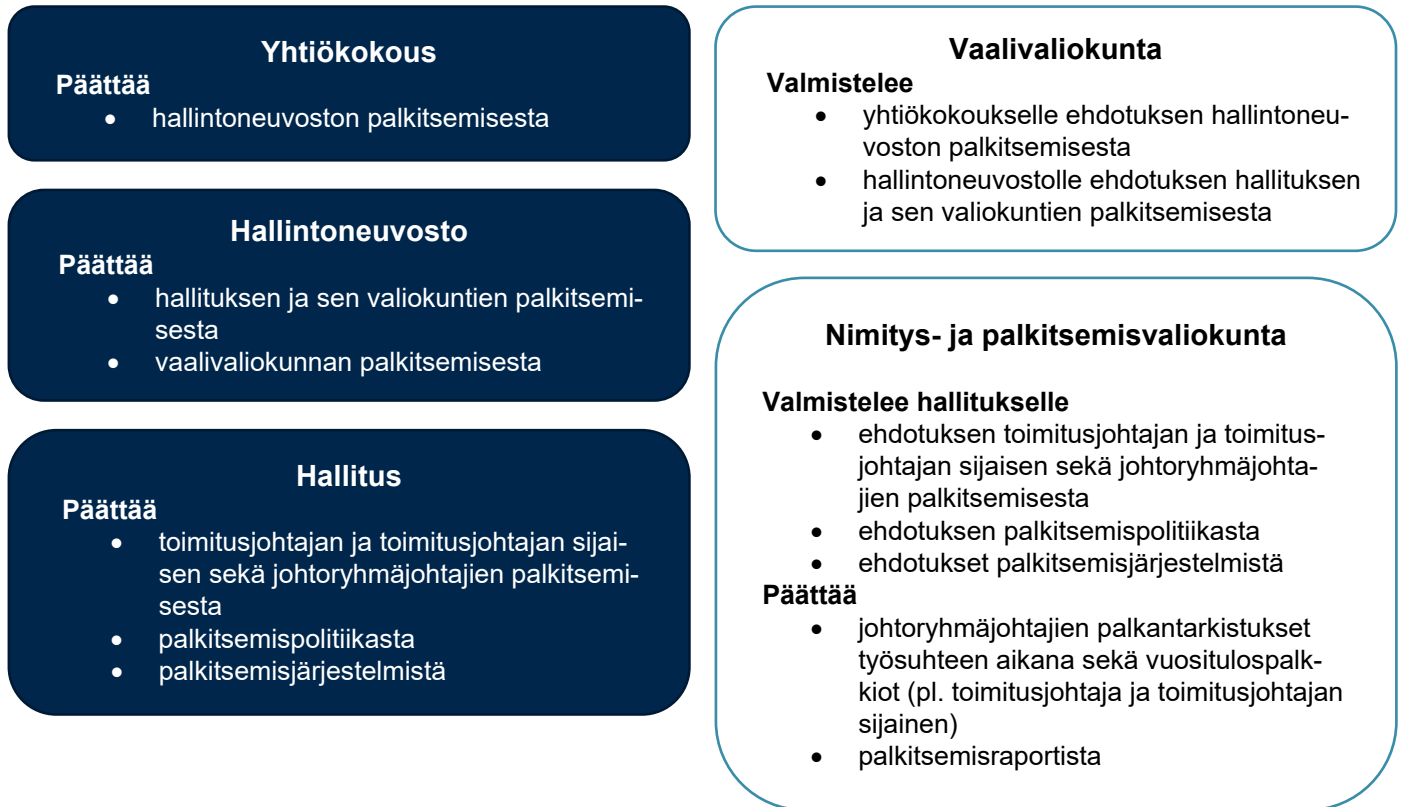 Yhtiökokous
Päättää
• hallintoneuvoston palkitsemisesta
Hallintoneuvosto
Päättää
• hallituksen ja sen valiokuntien palkitsemi-
sesta
• vaalivaliokunnan palkitsemisesta
Hallitus
Päättää
• toimitusjohtajan ja toimitusjohtajan sijai-
sen sekä johtoryhmäjohtajien palkitsemi-
sesta
• palkitsemispolitiikasta
• palkitsemisjärjestelmistä
Vaalivaliokunta
Valmistelee
• yhtiökokoukselle ehdotuksen hallintoneu-
voston palkitsemisesta
• hallintoneuvostolle ehdotuksen hallituksen
ja sen valiokuntien palkitsemisesta
Nimitys- ja palkitsemisvaliokunta
Valmistelee hallitukselle
• ehdotuksen toimitusjohtajan ja toimitus-
johtajan sijaisen sekä johtoryhmäjohta-
jien palkitsemisesta
• ehdotuksen palkitsemispolitiikasta
• ehdotukset palkitsemisjärjestelmistä
Päättää
• johtoryhmäjohtajien palkantarkistukset
työsuhteen aikana sekä vuositulospalk-
kiot (pl. toimitusjohtaja ja toimitusjohtajan
sijainen)
• palkitsemisraportista